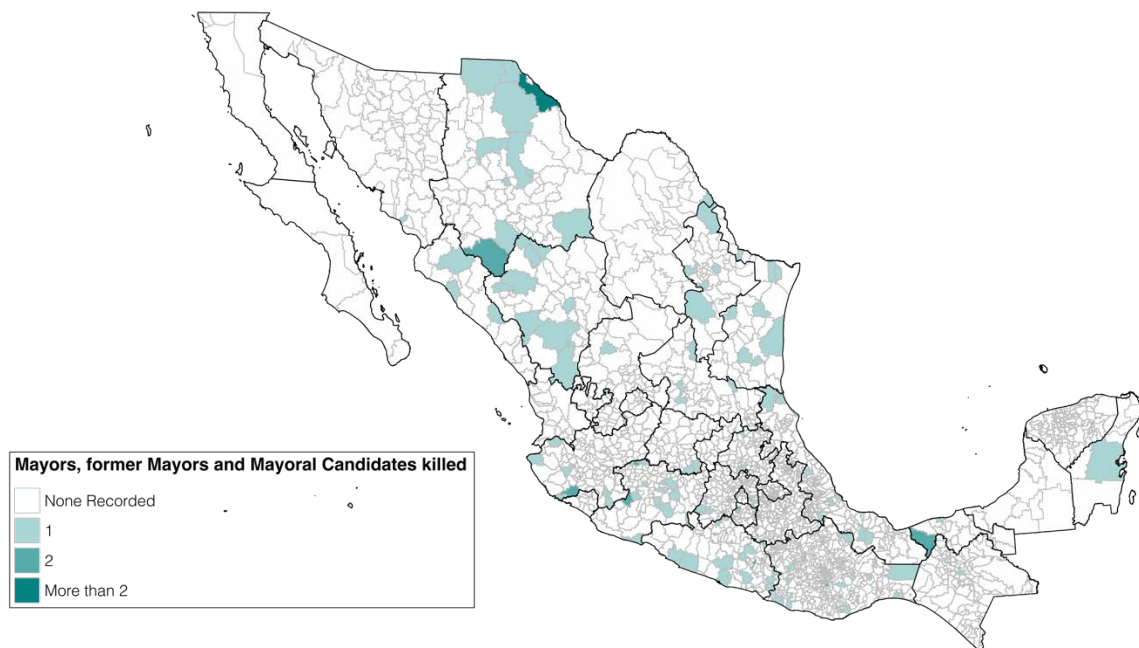 Mayors, former Mayors and Mayoral Candidates killed
None Recorded
1
2
More than 2